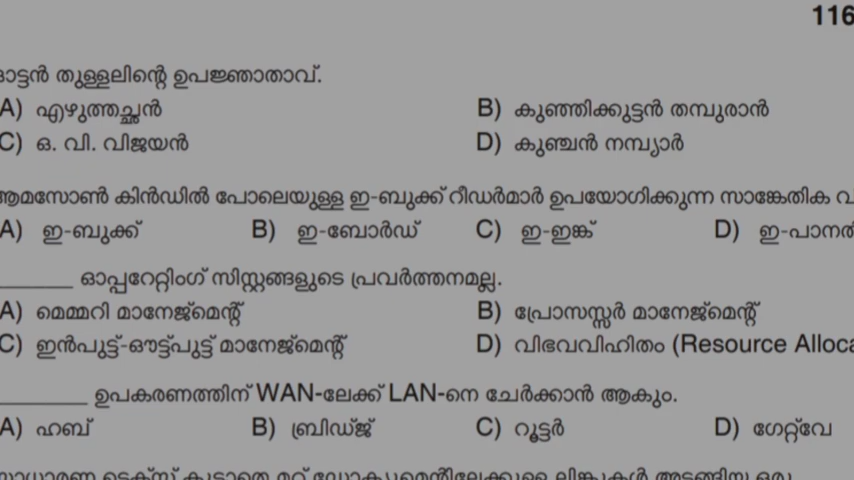 116
ഓട്ടൻ തുള്ളലിന്റെ ഉപജ്ഞാതാവ്.
A) എഴുത്തച്ഛൻ B) കുഞ്ഞിക്കുട്ടൻ തമ്പുരാൻ
C) ഒ. വി. വിജയൻ D) കുഞ്ചൻ നമ്പ്യാർ
ആമസോൺ കിൻഡിൽ പോലെയുള്ള ഇ-ബുക്ക് റീഡർമാർ ഉപയോഗിക്കുന്ന സാങ്കേതിക
A) ഇ-ബുക്ക് B) ഇ-ബോർഡ് C) ഇ-ഇങ്ക് D) ഇ-പാനൽ
______ ഓപ്പറേറ്റിംഗ് സിസ്റ്റങ്ങളുടെ പ്രവർത്തനമല്ല.
A) മെമ്മറി മാനേജ്മെന്റ് B) പ്രോസസ്സർ മാനേജ്മെന്റ്
C) ഇൻപുട്ട്-ഔട്ട്പുട്ട് മാനേജ്മെന്റ് D) വിഭവവിഹിതം (Resource Alloca
______ ഉപകരണത്തിന് WAN-ലേക്ക് LAN-നെ ചേർക്കാൻ ആകും.
A) ഹബ് B) ബ്രിഡ്ജ് C) റൂട്ടർ D) ഗേറ്റ്വേ